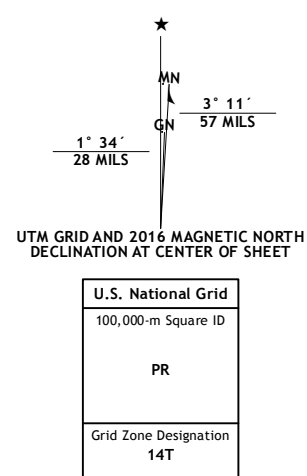 ★
MN
3° 11´
57 MILS
GN
1° 34´
28 MILS
UTM GRID AND 2016 MAGNETIC NORTH
DECLINATION AT CENTER OF SHEET
U.S. National Grid
100,000-m Square ID
PR
Grid Zone Designation
14T